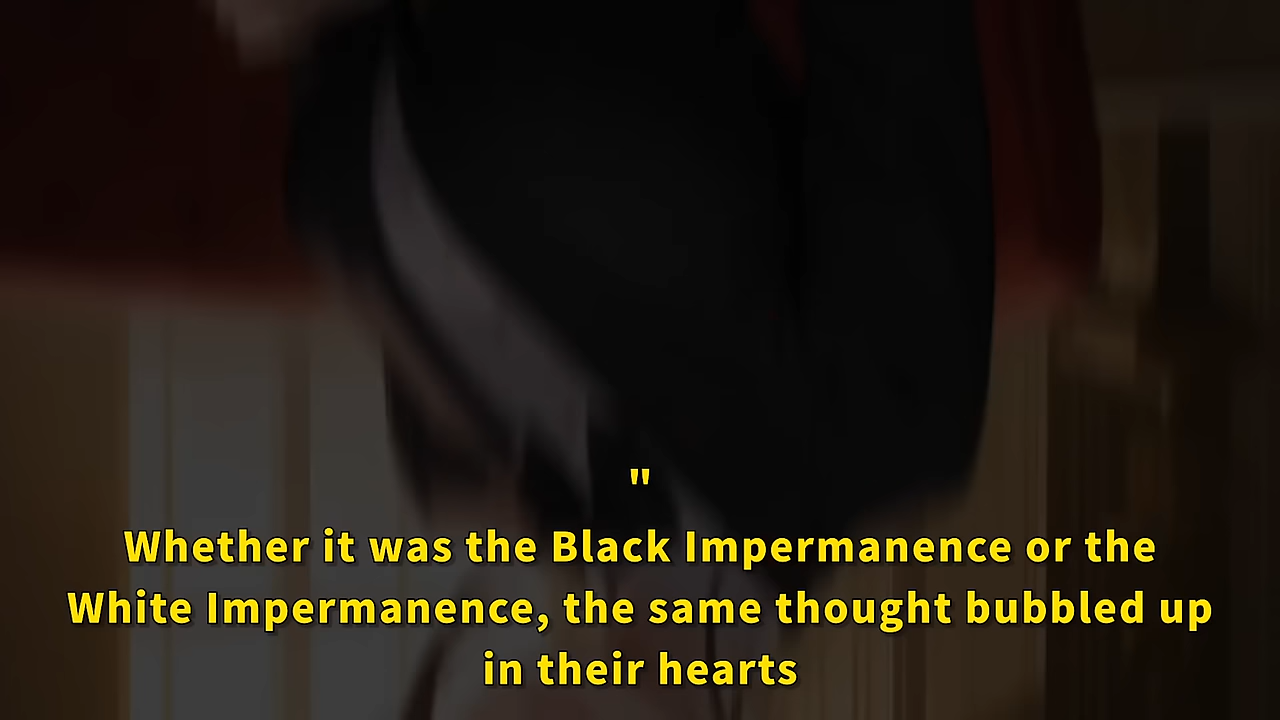 "
Whether it was the Black Impermanence or the
White Impermanence, the same thought bubbled up
in their hearts